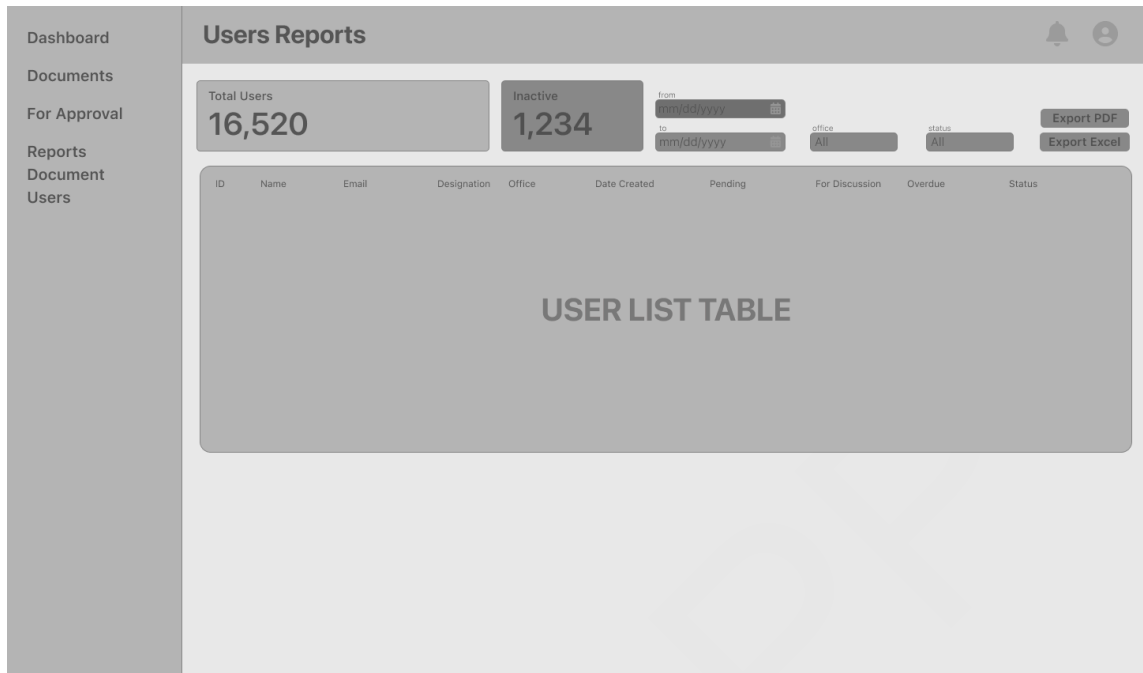 Dashboard
Documents
For Approval
Reports
Document
Users
Users Reports
Total Users
16,520
Inactive
1,234
from
mm/dd/yyyy
to
mm/dd/yyyy
office
All
status
All
Export PDF
Export Excel
ID Name Email Designation Office Date Created Pending For Discussion Overdue Status
USER LIST TABLE